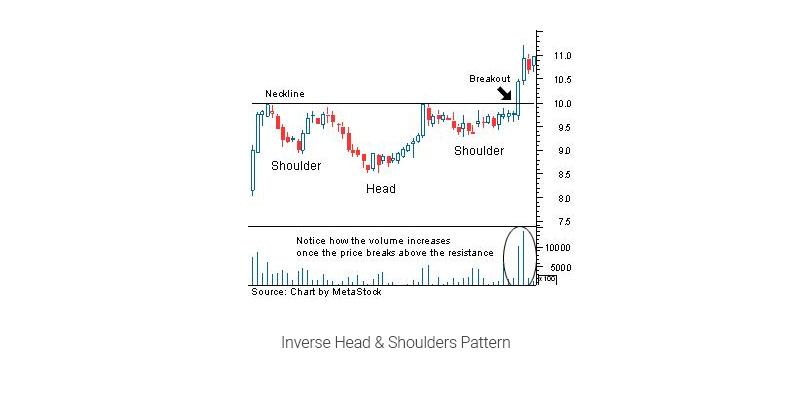 11.0
Breakout
10.5
Neckline
10.0
9.5
Shoulder
Shoulder
9.0
Head
8.5
8.0
7.5
Notice how the volume increases
once the price breaks above the resistance
10000
5000
x100
Source: Chart by MetaStock
Inverse Head & Shoulders Pattern